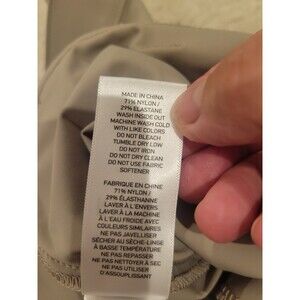 MADE IN CHINA
71% NYLON/
29% ELASTANE
WASH INSIDE OUT
MACHINE WASH COLD
WITH LIKE COLORS
DO NOT BLEACH
TUMBLE DRY LOW
DO NOT IRON
DO NOT DRY CLEAN
DO NOT USE FABRIC
SOFTENER
FABRIQUE EN CHINE
71% NYLON/
29% ÉLASTHANNE
LAVER À L'ENVERS
LAVER À LA MACHINE
À L'EAU FROIDE AVEC
COULEURS SIMILAIRES
NE PAS JAVELLISER
SÉCHER AU SÈCHE-LINGE
À BASSE TEMPÉRATURE
NE PAS REPASSER
NE PAS NETTOYER À SEC
NE PAS UTILISER
D'ASSOUPLISSANT